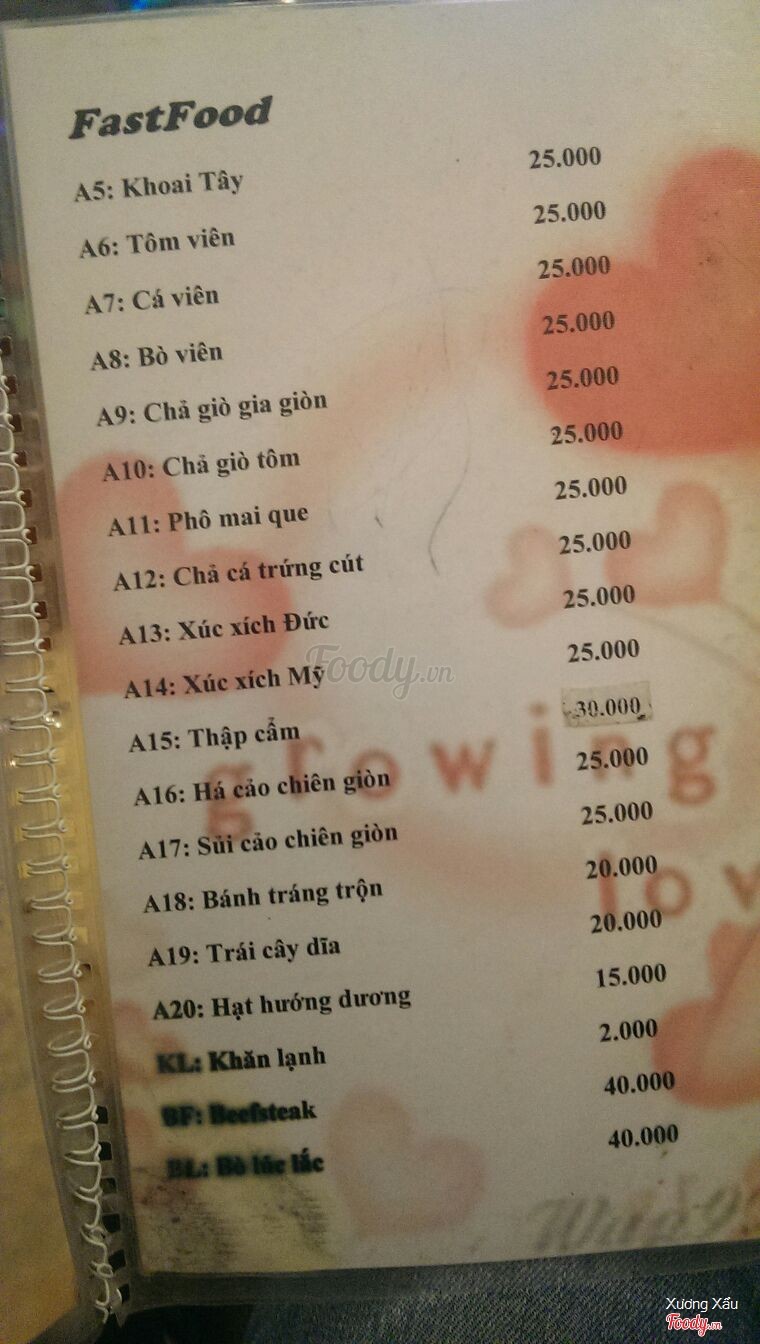 FastFood
A5: Khoai Tây 25.000
A6: Tôm viên 25.000
A7: Cá viên 25.000
A8: Bò viên 25.000
A9: Chả giò gia giòn 25.000
A10: Chả giò tôm 25.000
A11: Phô mai que 25.000
A12: Chả cá trứng cút 25.000
A13: Xúc xích Đức 25.000
A14: Xúc xích Mỹ 25.000
A15: Thập cẩm 30.000
A16: Há cảo chiên giòn 25.000
A17: Sủi cảo chiên giòn 25.000
A18: Bánh tráng trộn 20.000
A19: Trái cây dĩa 20.000
A20: Hạt hướng dương 15.000
KL: Khăn lạnh 2.000
BF: Beefsteak 40.000
BL: Bò lúc lắc 40.000
Foody.vn
growing
Xương Xẩu
Foody.vn